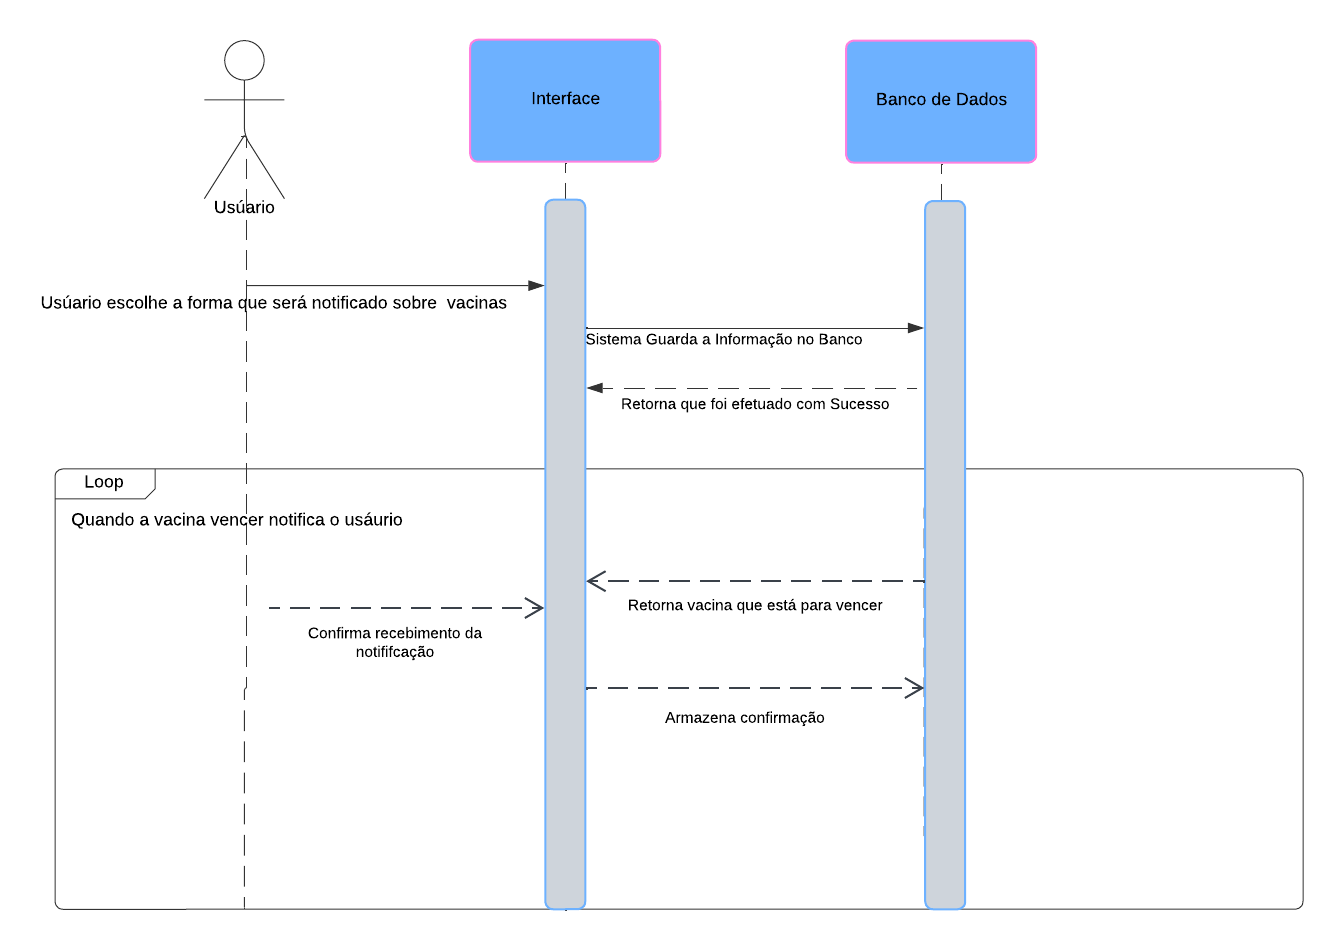 Interface
Banco de Dados
Usúario
Usúario escolhe a forma que será notificado sobre  vacinas
Sistema Guarda a Informação no Banco
Retorna que foi efetuado com Sucesso
Loop
Quando a vacina vencer notifica o usáurio
Retorna vacina que está para vencer
Confirma recebimento da
notififcação
Armazena confirmação